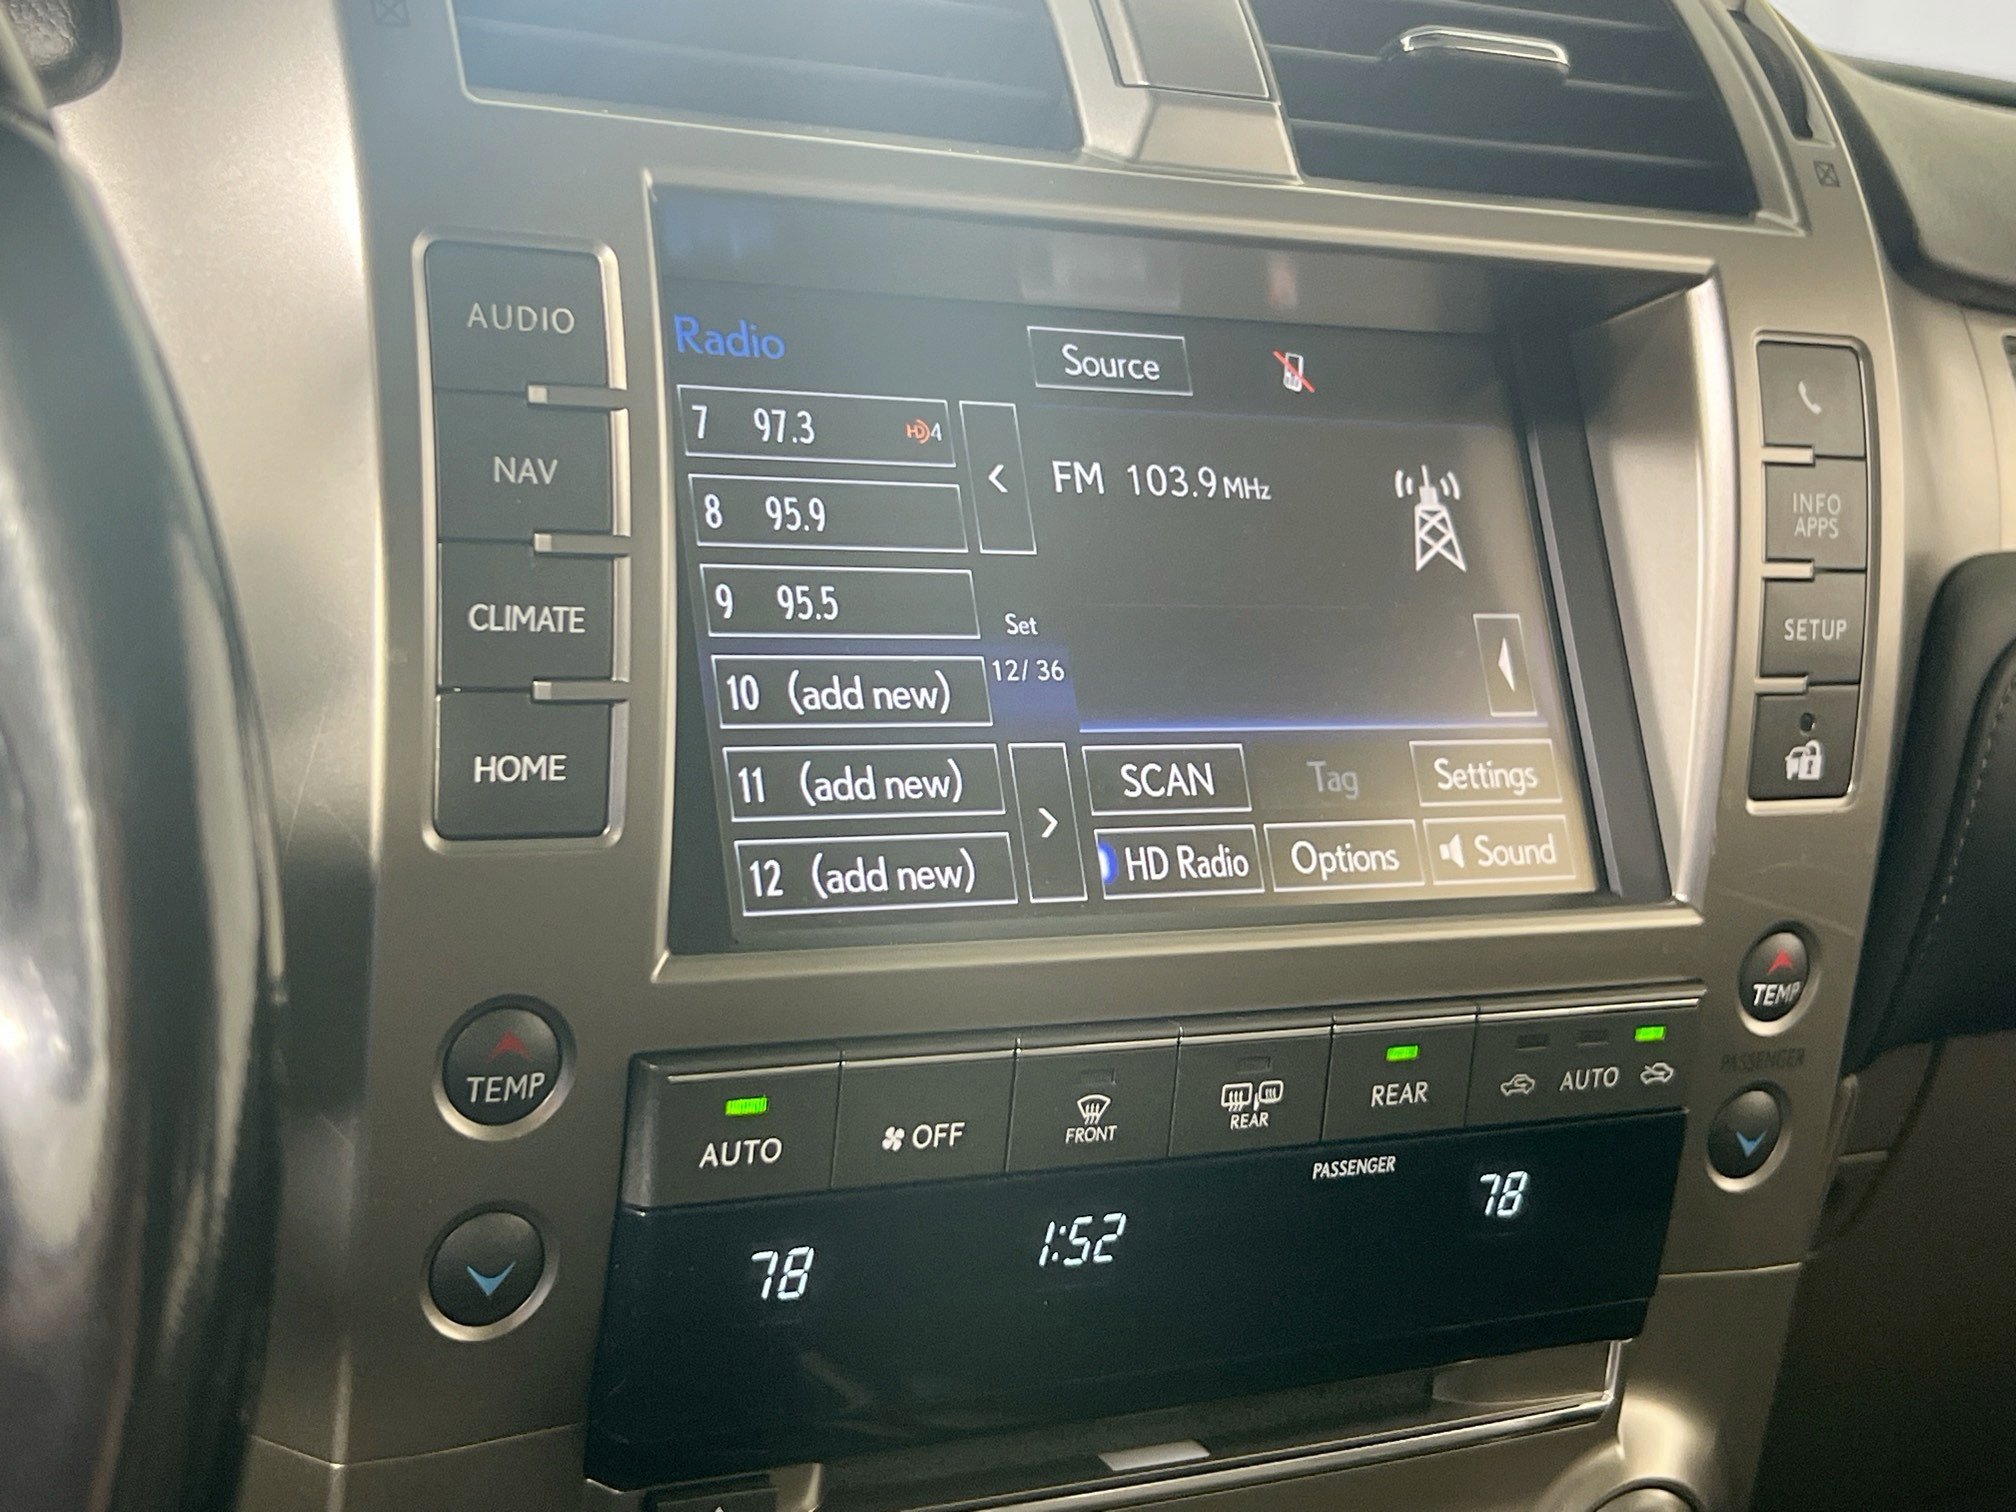 AUDIO
NAV
CLIMATE
HOME
Radio
Source
7 97.3 HD 4
8 95.9
9 95.5
10 (add new)
11 (add new)
12 (add new)
<
Set
12/ 36
>
FM 103.9 MHz
SCAN
Tag
Settings
HD Radio
Options
Sound
INFO
APPS
SETUP
TEMP
TEMP
PASSENGER
AUTO
OFF
FRONT
REAR
REAR
AUTO
PASSENGER
78
1:52
78